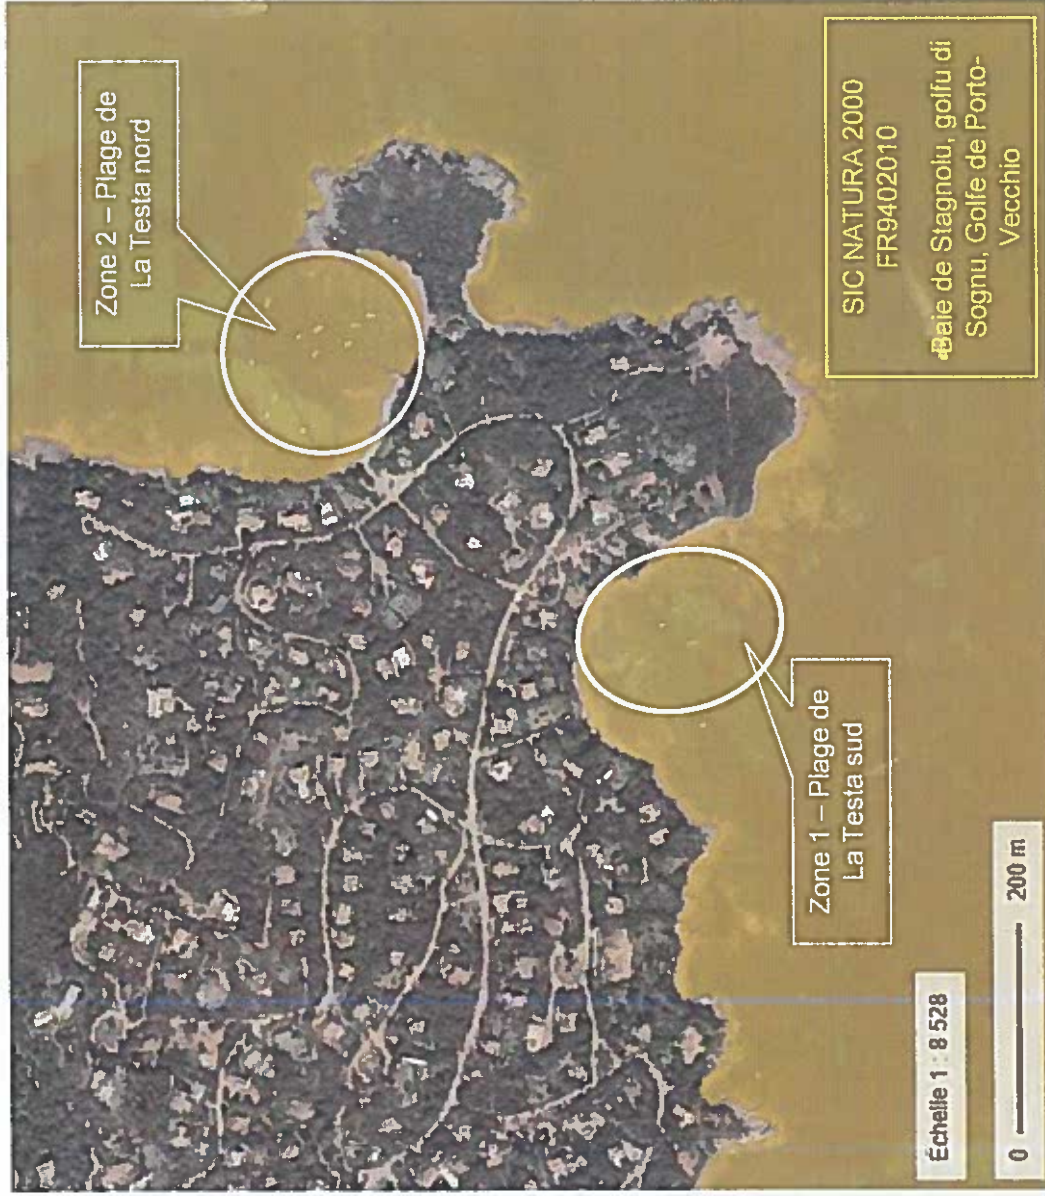 Zone 2 – Plage de
La Testa nord
Zone 1 – Plage de
La Testa sud
SIC NATURA 2000
FR9402010
Baie de Stagnolu, golfu di
Sognu, Golfe de Porto-
Vecchio
Échelle 1 : 8 528
0 200 m